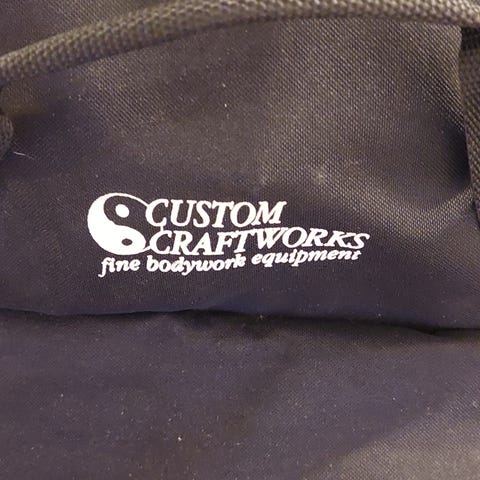 CUSTOM
CRAFTWORKS
fine bodywork equipment